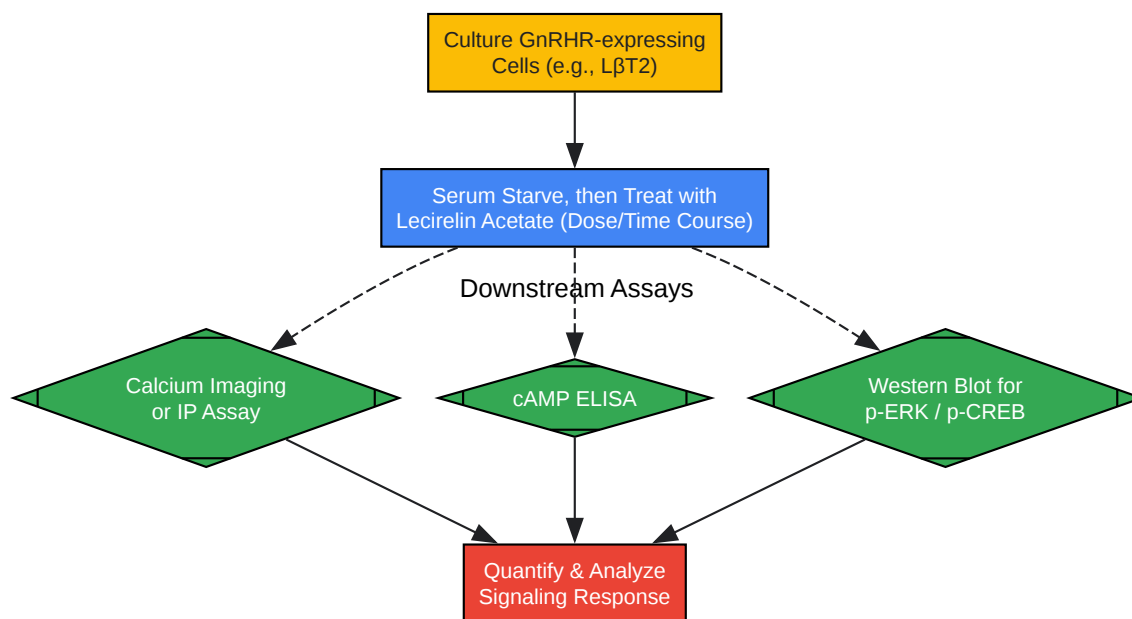 Culture GnRHR-expressing
Cells (e.g., LβT2)
Serum Starve, then Treat with
Lecirelin Acetate (Dose/Time Course)
Downstream Assays
Calcium Imaging
or IP Assay
cAMP ELISA
Western Blot for
p-ERK / p-CREB
Quantify & Analyze
Signaling Response